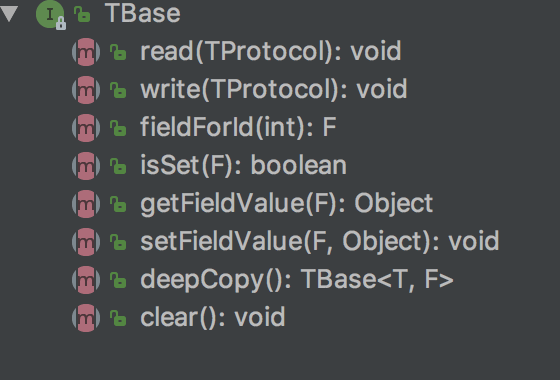 I TBase
m read(TProtocol): void
m write(TProtocol): void
m fieldForId(int): F
m isSet(F): boolean
m getFieldValue(F): Object
m setFieldValue(F, Object): void
m deepCopy(): TBase<T, F>
m clear(): void